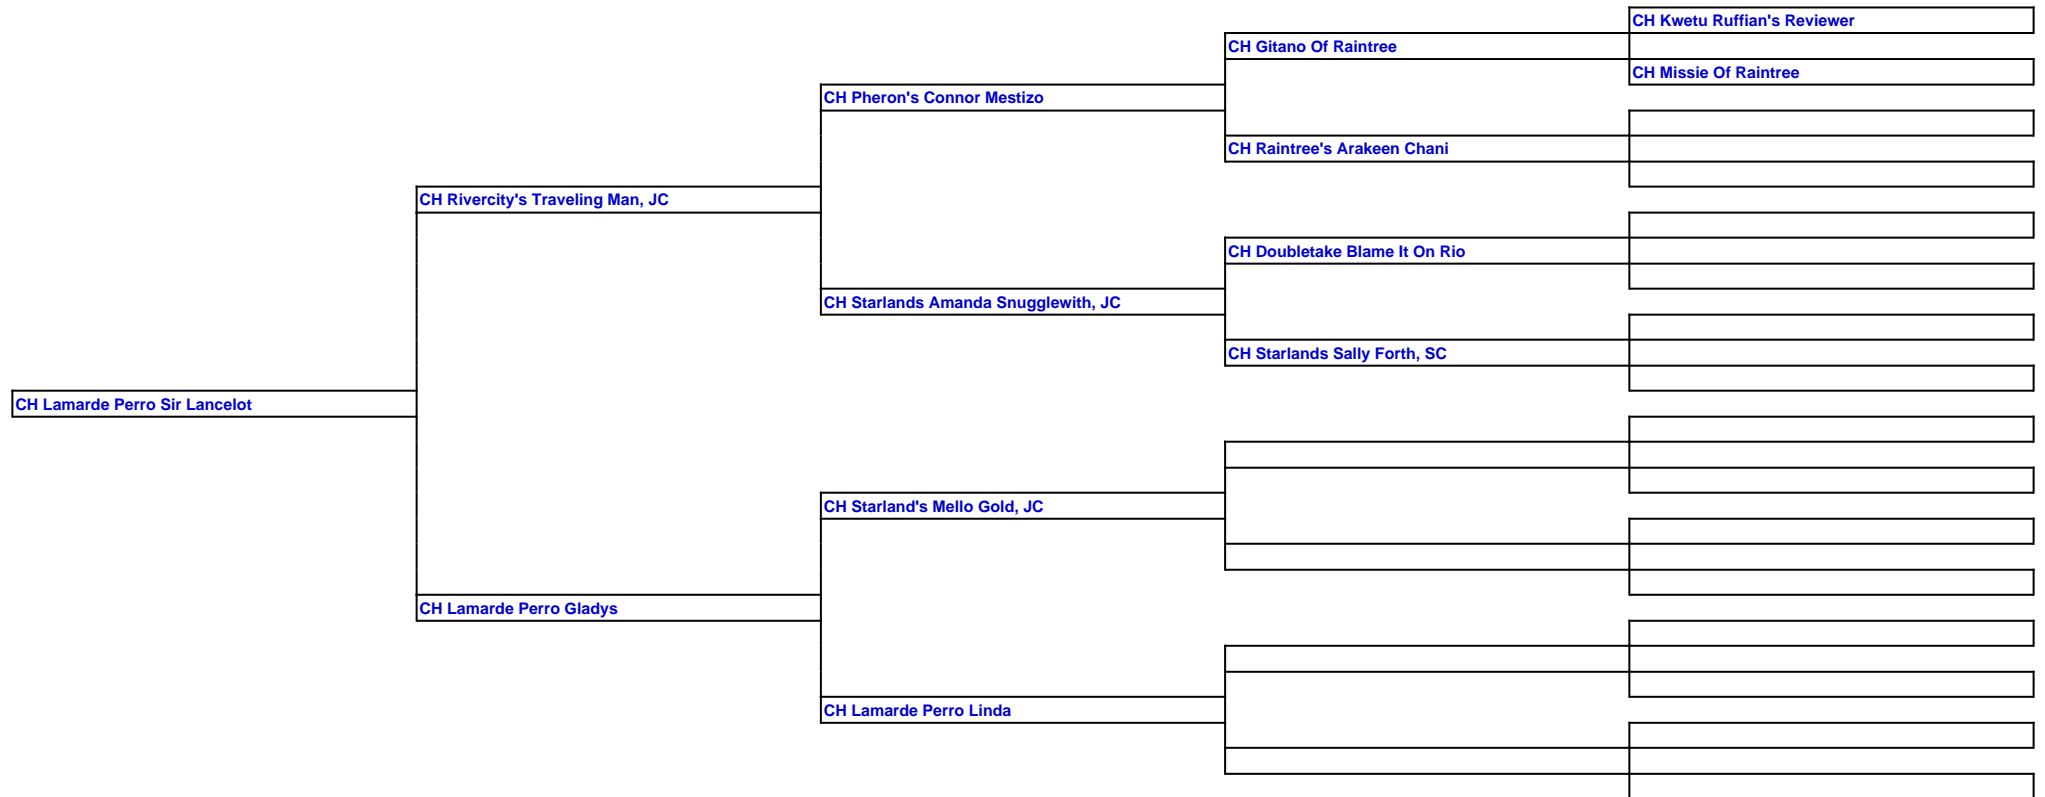 CH Kwetu Ruffian's Reviewer
CH Gitano Of Raintree
CH Missie Of Raintree
CH Pheron's Connor Mestizo
CH Raintree's Arakeen Chani
CH Rivercity's Traveling Man, JC
CH Doubletake Blame It On Rio
CH Starlands Amanda Snugglewith, JC
CH Starlands Sally Forth, SC
CH Lamarde Perro Sir Lancelot
CH Starland's Mello Gold, JC
CH Lamarde Perro Gladys
CH Lamarde Perro Linda